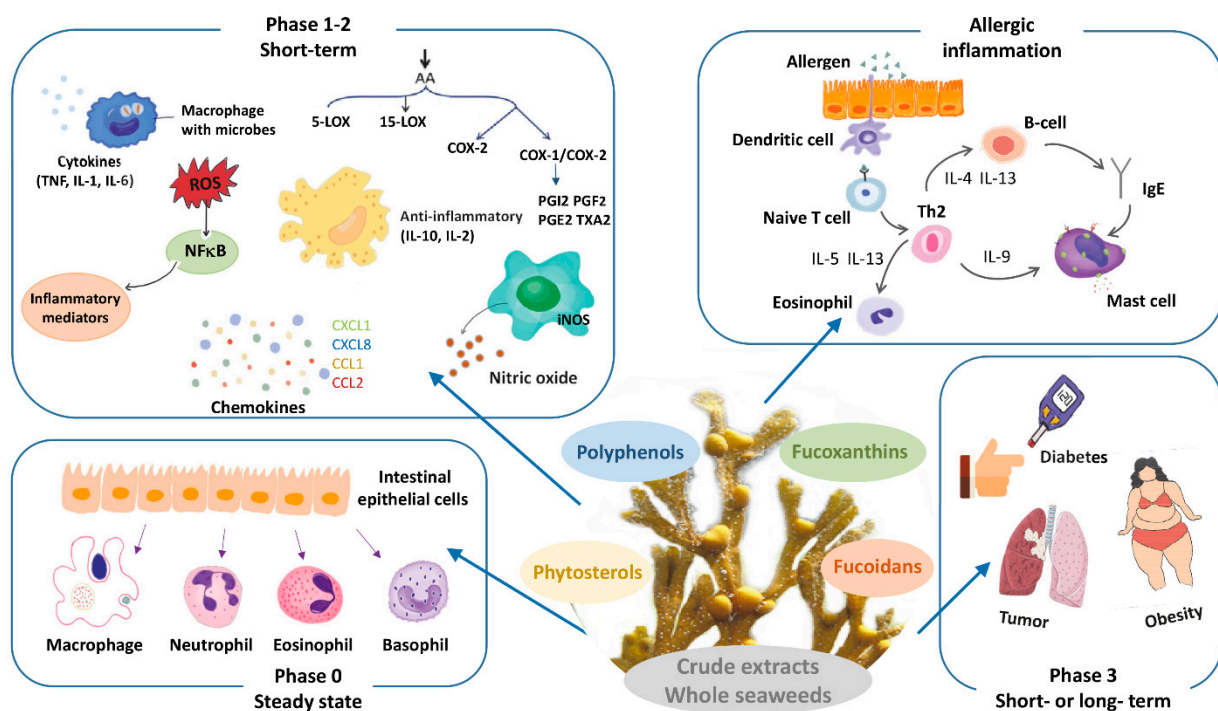 Phase 1-2
Short-term
AA
5-LOX
15-LOX
COX-2
COX-1/COX-2
PGI2 PGF2
PGE2 TXA2
Macrophage
with microbes
Cytokines
(TNF, IL-1, IL-6)
ROS
NFκB
Inflammatory
mediators
Anti-inflammatory
(IL-10, IL-2)
iNOS
Nitric oxide
CXCL1
CXCL8
CCL1
CCL2
Chemokines
Allergic
inflammation
Allergen
Dendritic cell
Naive T cell
Th2
B-cell
IL-4 IL-13
IgE
IL-5 IL-13
IL-9
Eosinophil
Mast cell
Intestinal
epithelial cells
Macrophage
Neutrophil
Eosinophil
Basophil
Phase 0
Steady state
Polyphenols
Fucoxanthins
Phytosterols
Fucoidans
Crude extracts
Whole seaweeds
120
Diabetes
Tumor
Obesity
Phase 3
Short- or long- term